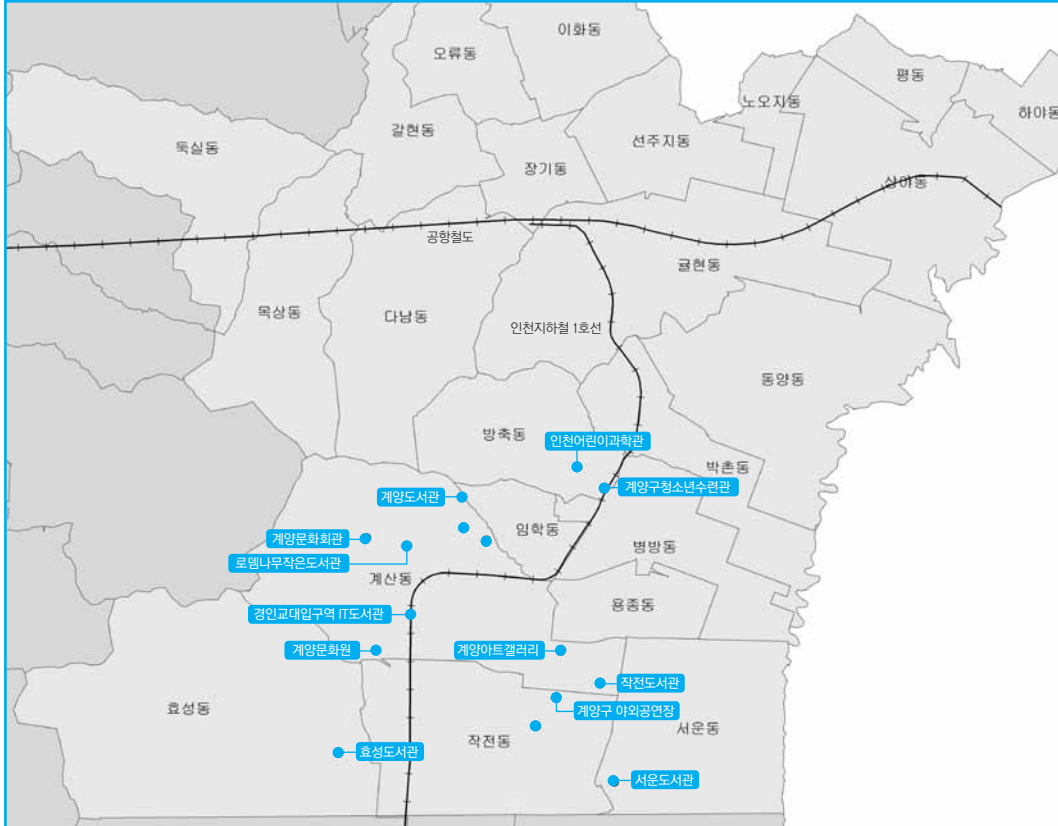 이화동
오류동
평동
노오지동
하야동
갈현동
선주지동
둑실동
장기동
상야동
공항철도
귤현동
목상동
다남동
인천지하철 1호선
동양동
방축동
인천어린이과학관
박촌동
계양구청소년수련관
계양도서관
임학동
계양문화회관
병방동
로뎀나무작은도서관
계산동
용종동
경인교대입구역 IT도서관
계양문화원
계양아트갤러리
작전도서관
효성동
계양구 야외공연장
서운동
작전동
효성도서관
서운도서관